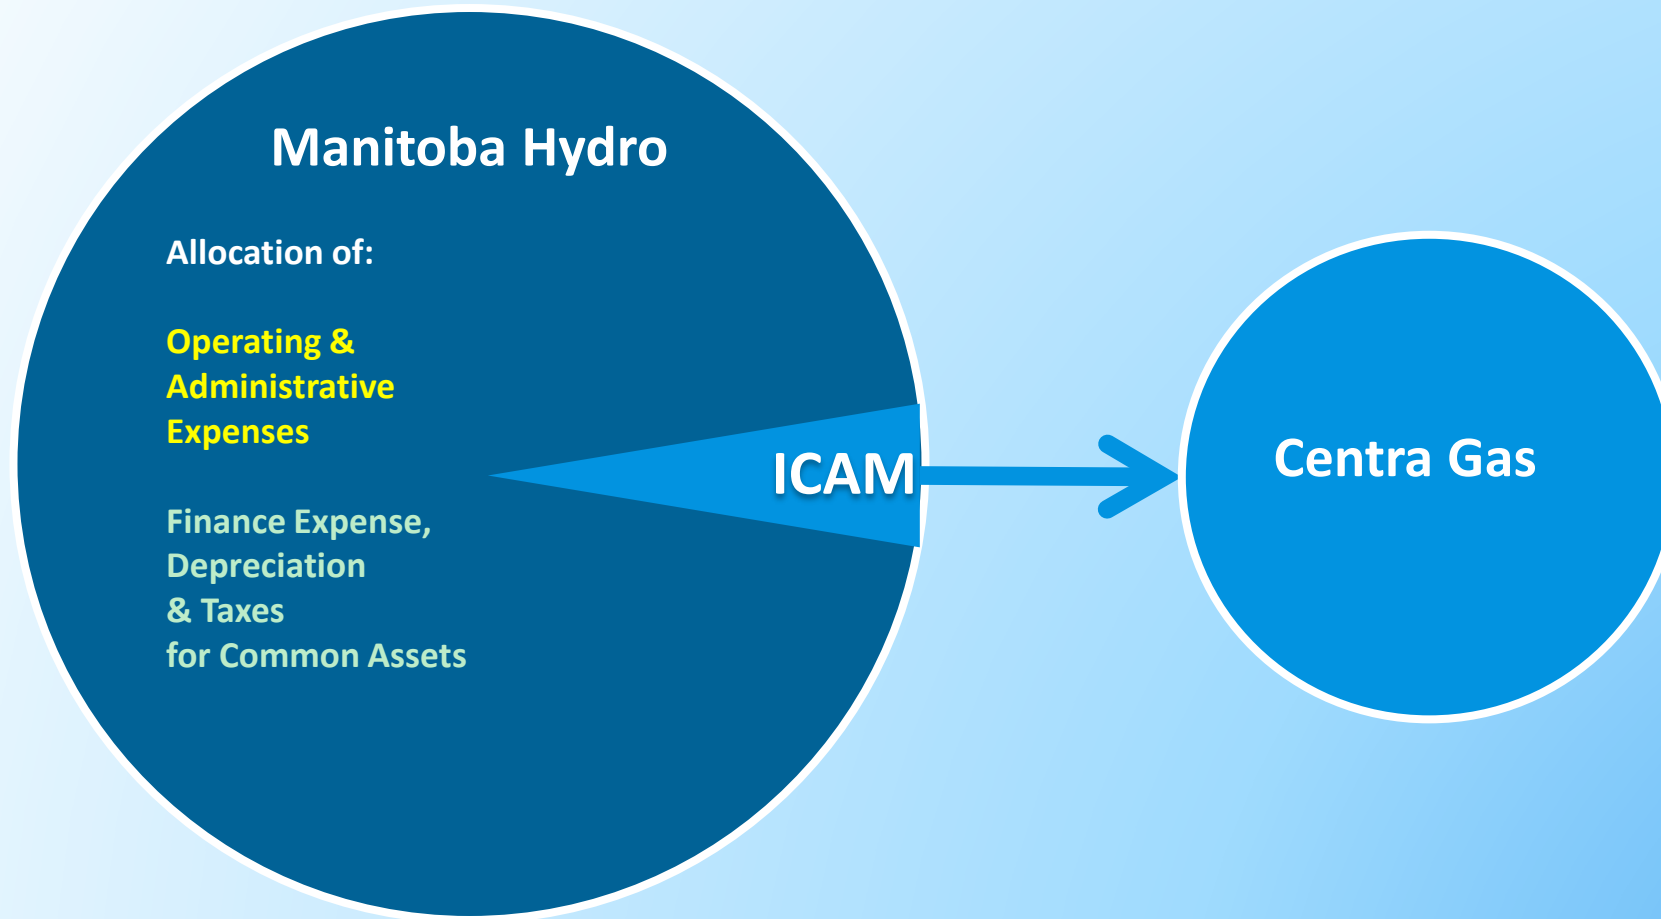 Manitoba Hydro
Allocation of:
Operating &
Administrative
Expenses
Finance Expense,
Depreciation
& Taxes
for Common Assets
ICAM
Centra Gas